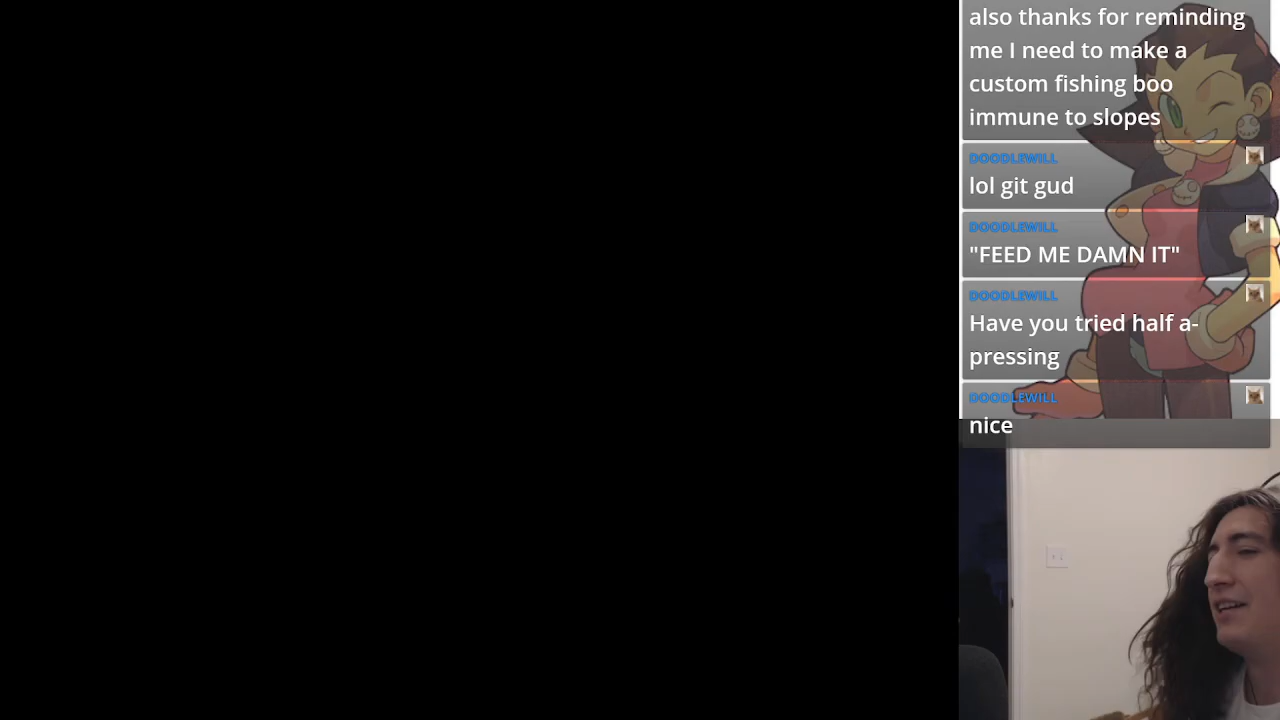 also thanks for reminding
me I need to make a
custom fishing boo
immune to slopes
DOODLEWILL
lol git gud
DOODLEWILL
"FEED ME DAMN IT"
DOODLEWILL
Have you tried half a-
pressing
DOODLEWILL
nice